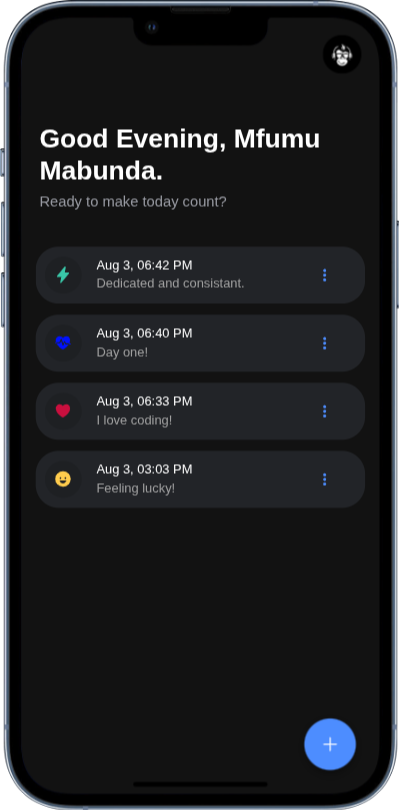 Good Evening, Mfumu
Mabunda.
Ready to make today count?
Aug 3, 06:42 PM
Dedicated and consistant.
Aug 3, 06:40 PM
Day one!
Aug 3, 06:33 PM
I love coding!
Aug 3, 03:03 PM
Feeling lucky!